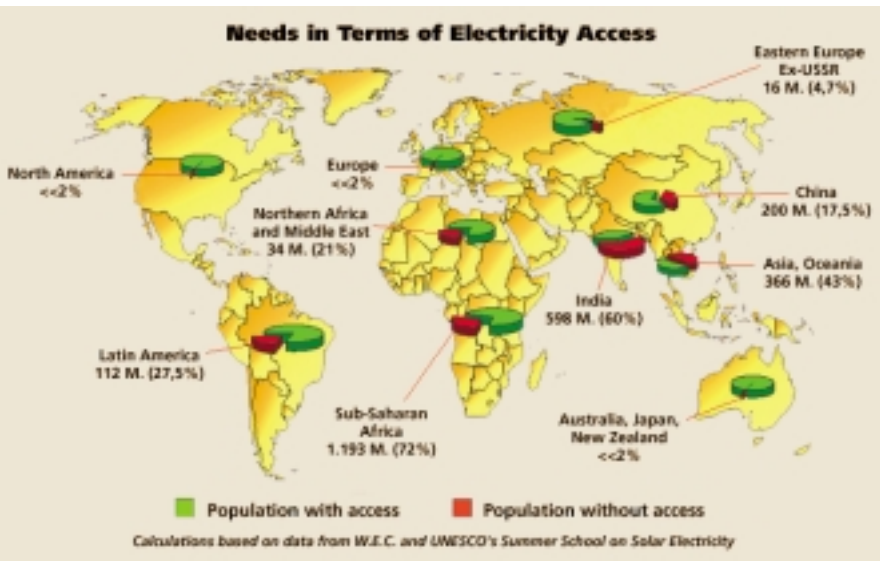 Needs in Terms of Electricity Access
Eastern Europe
Ex-USSR
16 M. (4,7%)
North America
<<2%
Europe
<<2%
China
200 M. (17,5%)
Northern Africa
and Middle East
34 M. (21%)
Asia, Oceania
366 M. (43%)
India
598 M. (60%)
Latin America
112 M. (27,5%)
Sub-Saharan
Africa
1.193 M. (72%)
Australia, Japan,
New Zealand
<<2%
Population with access
Population without access
Calculations based on data from W.E.C. and UNESCO's Summer School on Solar Electricity